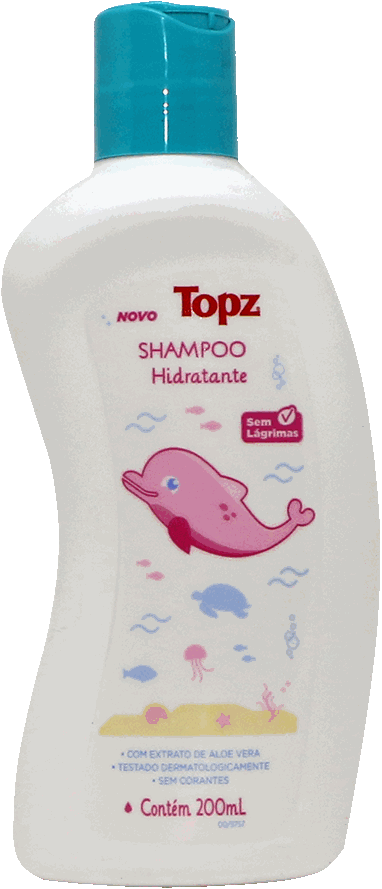 NOVO Topz
SHAMPOO
Hidratante
Sem
Lágrimas
• COM EXTRATO DE ALOE VERA
• TESTADO DERMATOLOGICAMENTE
• SEM CORANTES
Contém 200mL